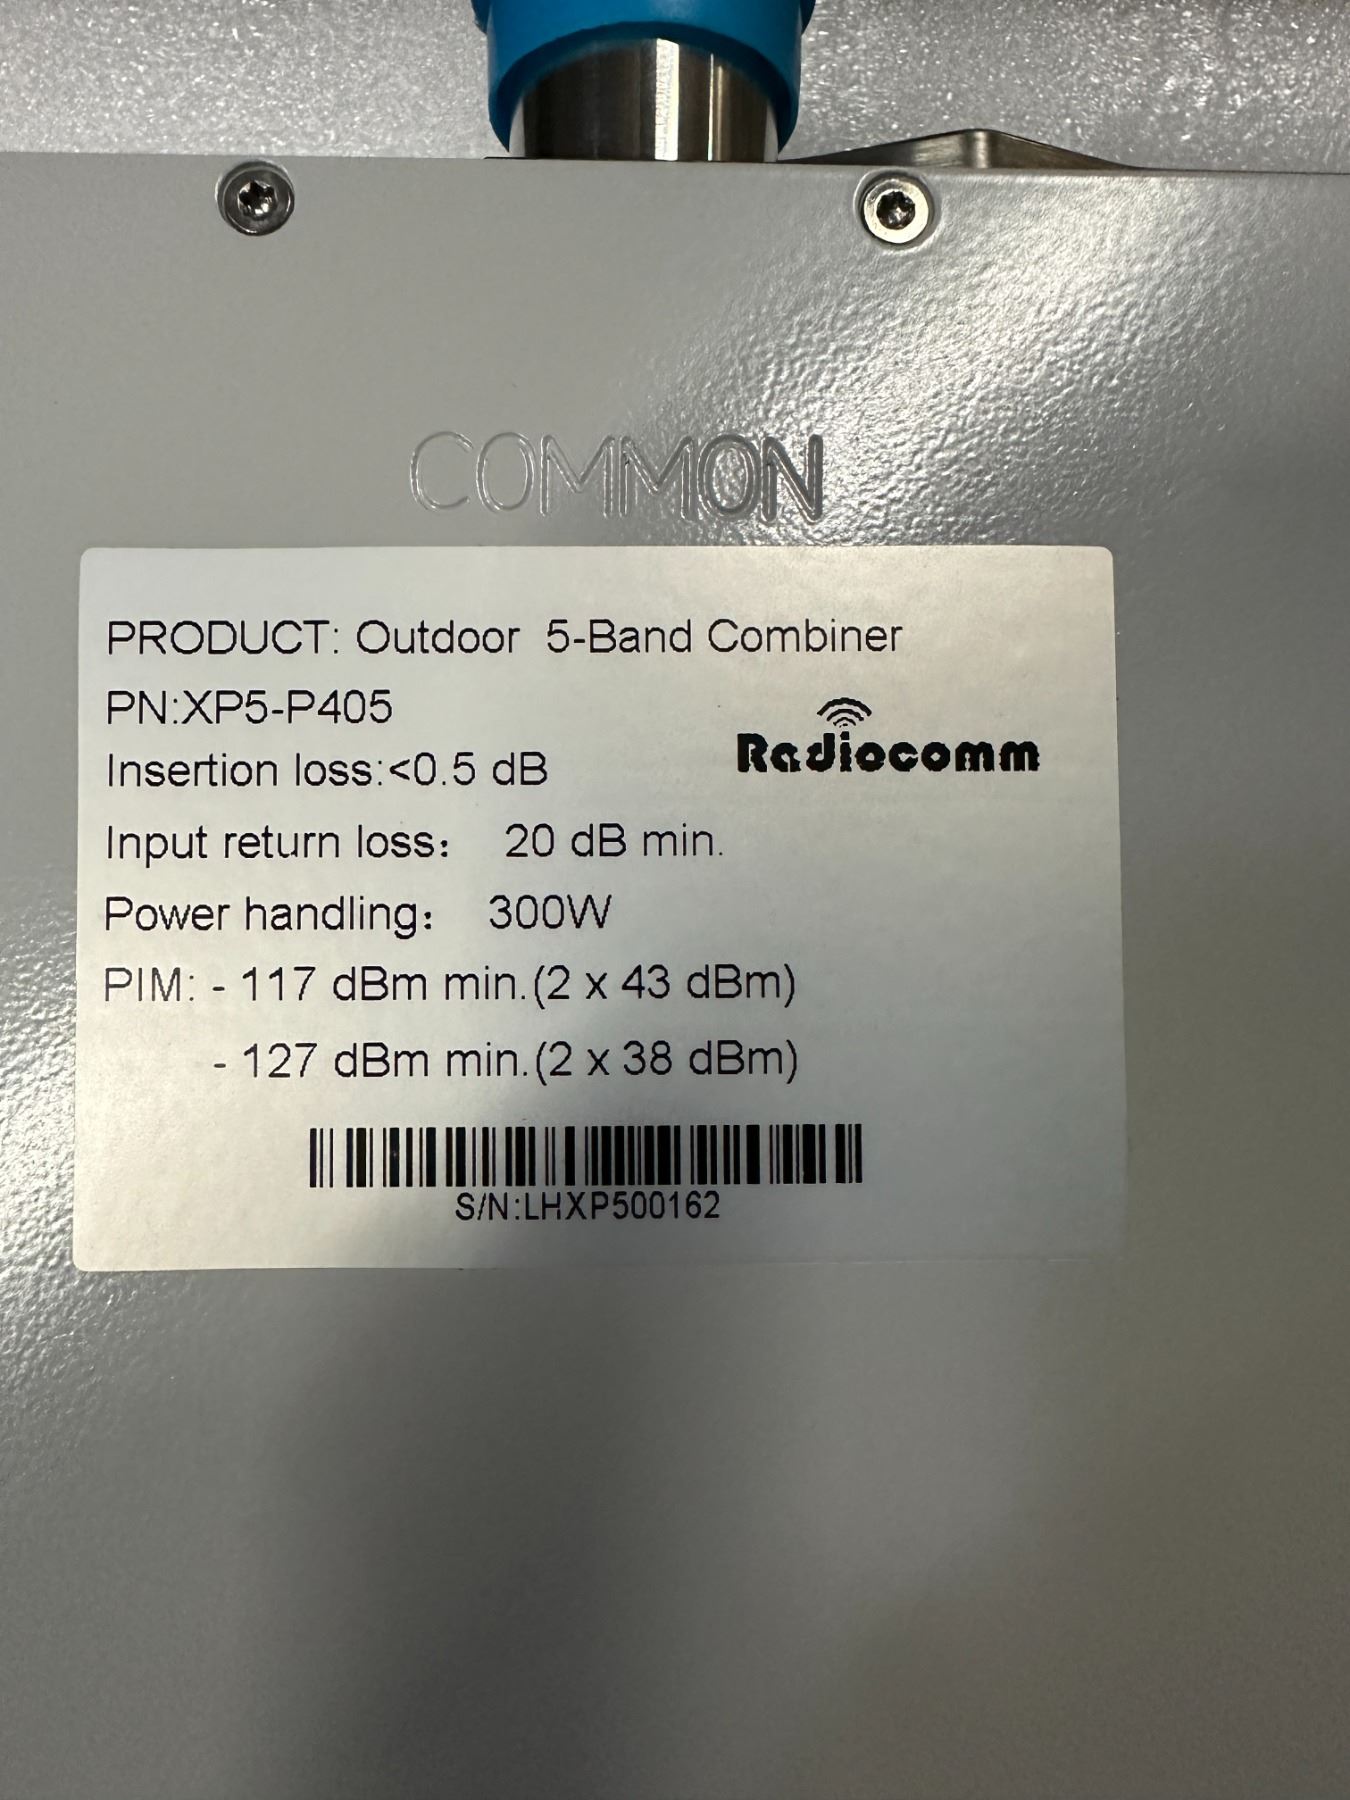 COMMON
PRODUCT: Outdoor 5-Band Combiner
PN:XP5-P405
Radiocomm
Insertion loss:<0.5 dB
Input return loss： 20 dB min.
Power handling： 300W
PIM: - 117 dBm min.(2 x 43 dBm)
- 127 dBm min.(2 x 38 dBm)
S/N:LHXP500162